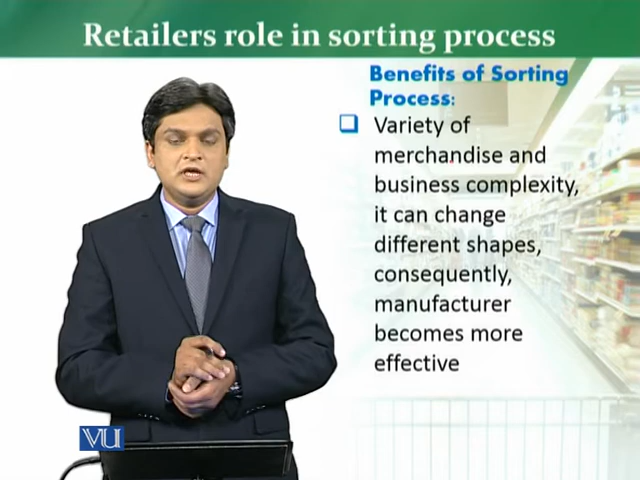 Retailers role in sorting process
Benefits of Sorting
Process:
Variety of
merchandise and
business complexity,
it can change
different shapes,
consequently,
manufacturer
becomes more
effective
VU